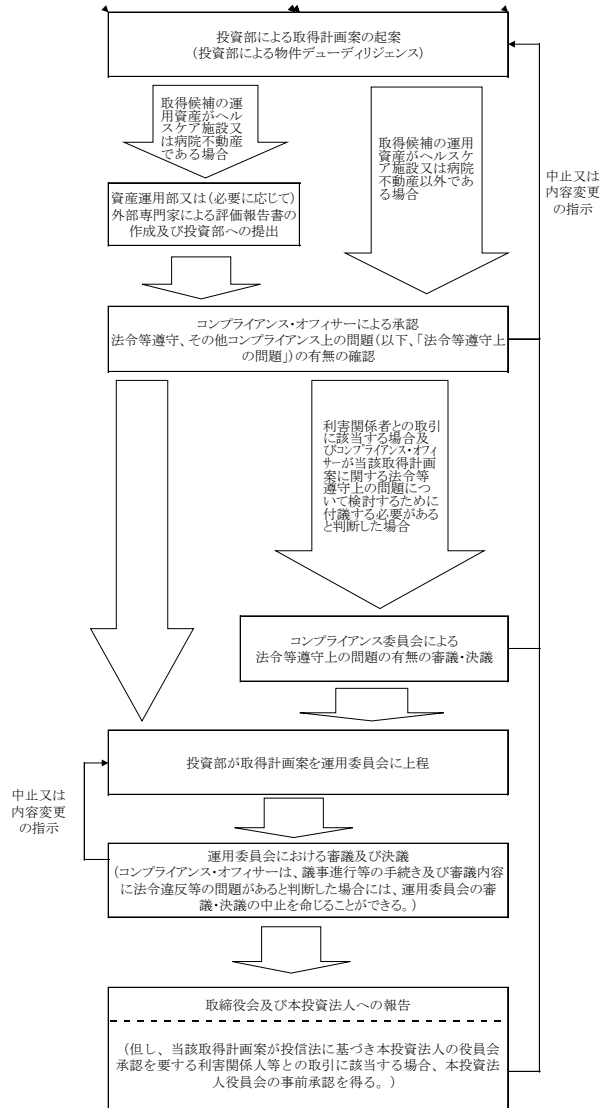 投資部による取得計画案の起案
(投資部による物件デューディリジェンス)
取得候補の運
用資産がヘル
スケア施設又
は病院不動産
である場合
取得候補の運用
資産がヘルスケ
ア施設又は病院
不動産以外であ
る場合
中止又は
内容変更
の指示
資産運用部又は(必要に応じて)
外部専門家による評価報告書の
作成及び投資部への提出
コンプライアンス・オフィサーによる承認
法令等遵守、その他コンプライアンス上の問題(以下、「法令等遵守上
の問題」)の有無の確認
利害関係者との取引
に該当する場合及
びコンプライアンス・オフィ
サーが当該取得計画
案に関する法令等
遵守上の問題につ
いて検討するために
付議する必要がある
と判断した場合
コンプライアンス委員会による
法令等遵守上の問題の有無の審議・決議
投資部が取得計画案を運用委員会に上程
中止又は
内容変更
の指示
運用委員会における審議及び決議
(コンプライアンス・オフィサーは、議事進行等の手続き及び審議内容
に法令違反等の問題があると判断した場合には、運用委員会の審
議・決議の中止を命じることができる。)
取締役会及び本投資法人への報告
(但し、当該取得計画案が投信法に基づき本投資法人の役員会
承認を要する利害関係人等との取引に該当する場合、本投資法
人役員会の事前承認を得る。)